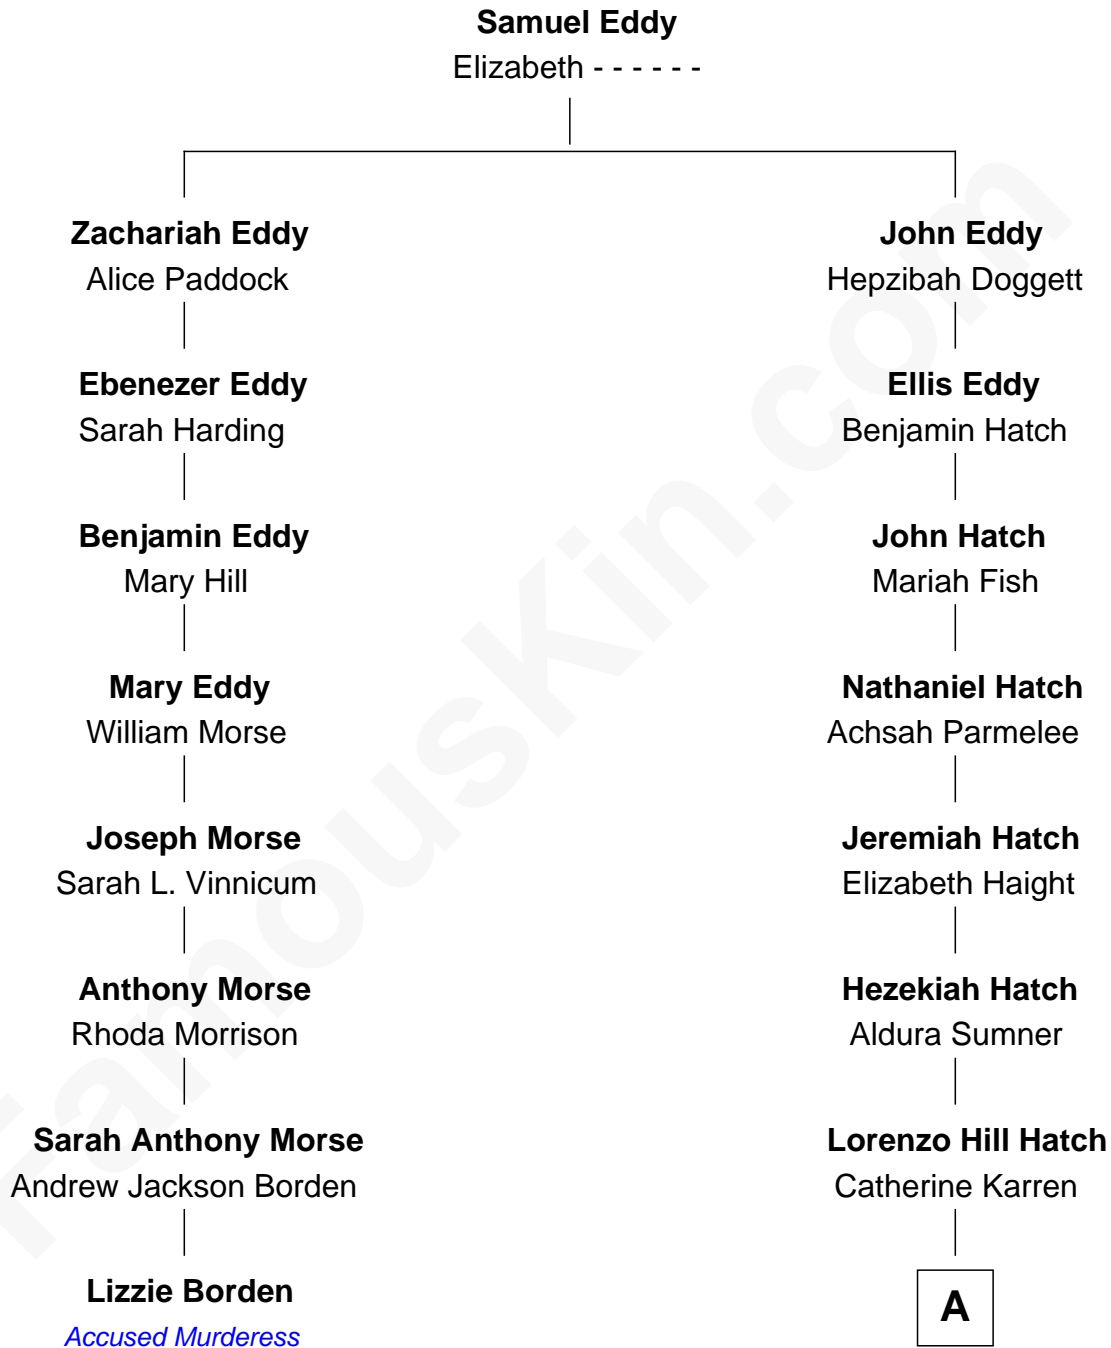 Samuel Eddy
Elizabeth - - - - - -
Zachariah Eddy
Alice Paddock
Ebenezer Eddy
Sarah Harding
Benjamin Eddy
Mary Hill
Mary Eddy
William Morse
Joseph Morse
Sarah L. Vinnicum
Anthony Morse
Rhoda Morrison
Sarah Anthony Morse
Andrew Jackson Borden
Lizzie Borden
Accused Murderess
John Eddy
Hepzibah Doggett
Ellis Eddy
Benjamin Hatch
John Hatch
Mariah Fish
Nathaniel Hatch
Achsah Parmelee
Jeremiah Hatch
Elizabeth Haight
Hezekiah Hatch
Aldura Sumner
Lorenzo Hill Hatch
Catherine Karren
A
FamousKin.com